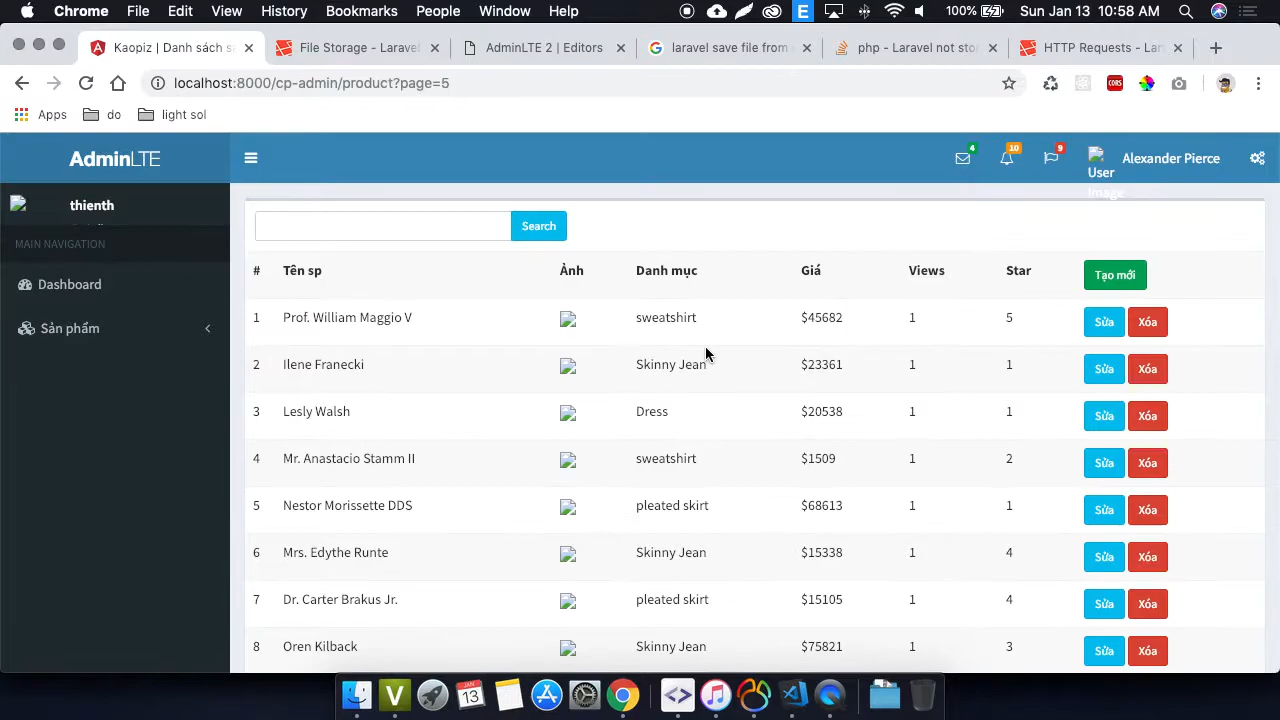 Chrome File Edit View History Bookmarks People Window Help 100% Sun Jan 13 10:58 AM
Kaopiz | Danh sách s File Storage - Laravel AdminLTE 2 | Editors laravel save file from php - Laravel not sto HTTP Requests - Lar
localhost:8000/cp-admin/product?page=5 CORS
Apps do light sol
AdminLTE 4 10 9 User Image Alexander Pierce
thienth
MAIN NAVIGATION
Dashboard
Sản phẩm
Search
# Tên sp Ảnh Danh mục Giá Views Star Tạo mới
1 Prof. William Maggio V sweatshirt $45682 1 5 Sửa Xóa
2 Ilene Franecki Skinny Jean $23361 1 1 Sửa Xóa
3 Lesly Walsh Dress $20538 1 1 Sửa Xóa
4 Mr. Anastacio Stamm II sweatshirt $1509 1 2 Sửa Xóa
5 Nestor Morissette DDS pleated skirt $68613 1 1 Sửa Xóa
6 Mrs. Edythe Runte Skinny Jean $15338 1 4 Sửa Xóa
7 Dr. Carter Brakus Jr. pleated skirt $15105 1 4 Sửa Xóa
8 Oren Kilback Skinny Jean $75821 1 3 Sửa Xóa
JAN 13